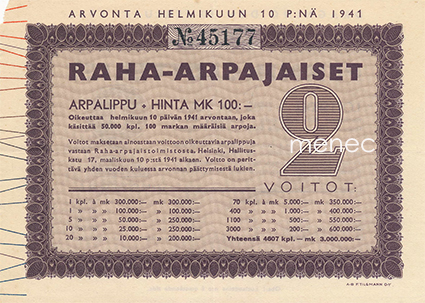 ARVONTA HELMIKUUN 10 P:NÄ 1941
No 45177
RAHA-ARPAJAISET
ARPALIPPU + HINTA MK 100:—
Oikeuttaa helmikuun 10 päivän 1941 arvontaan, joka
käsittää 50.000 kpl. 100 markan määräisiä arpoja.
2
menec
Voitot maksetaan ainoastaan voittoon oikeuttavia arpalippuja
vastaan Raha-arpajaistoimistossa, Helsinki, Hallitus-
katu 17, maaliskuun 10 p:stä 1941 alkaen. Voitto on perit-
tävä yhden vuoden kuluessa arvonnan päättymisestä lukien.
VOITOT:
1 kpl. à mk 300.000:— mk 300.000:—
1 » » » 100.000:— » 100.000:—
5 » » » 50.000:— » 250.000:—
10 » » » 25.000:— » 250.000:—
20 » » » 10.000:— » 200.000:—
70 kpl. à mk 5.000:— mk 350.000:—
400 » » » 1.000:— » 400.000:—
1100 » » » 500:— » 550.000:—
3000 » » » 200:— » 600.000:—
Yhteensä 4607 kpl. — mk 3.000.000:—
A-B F. TILGMANN O-Y